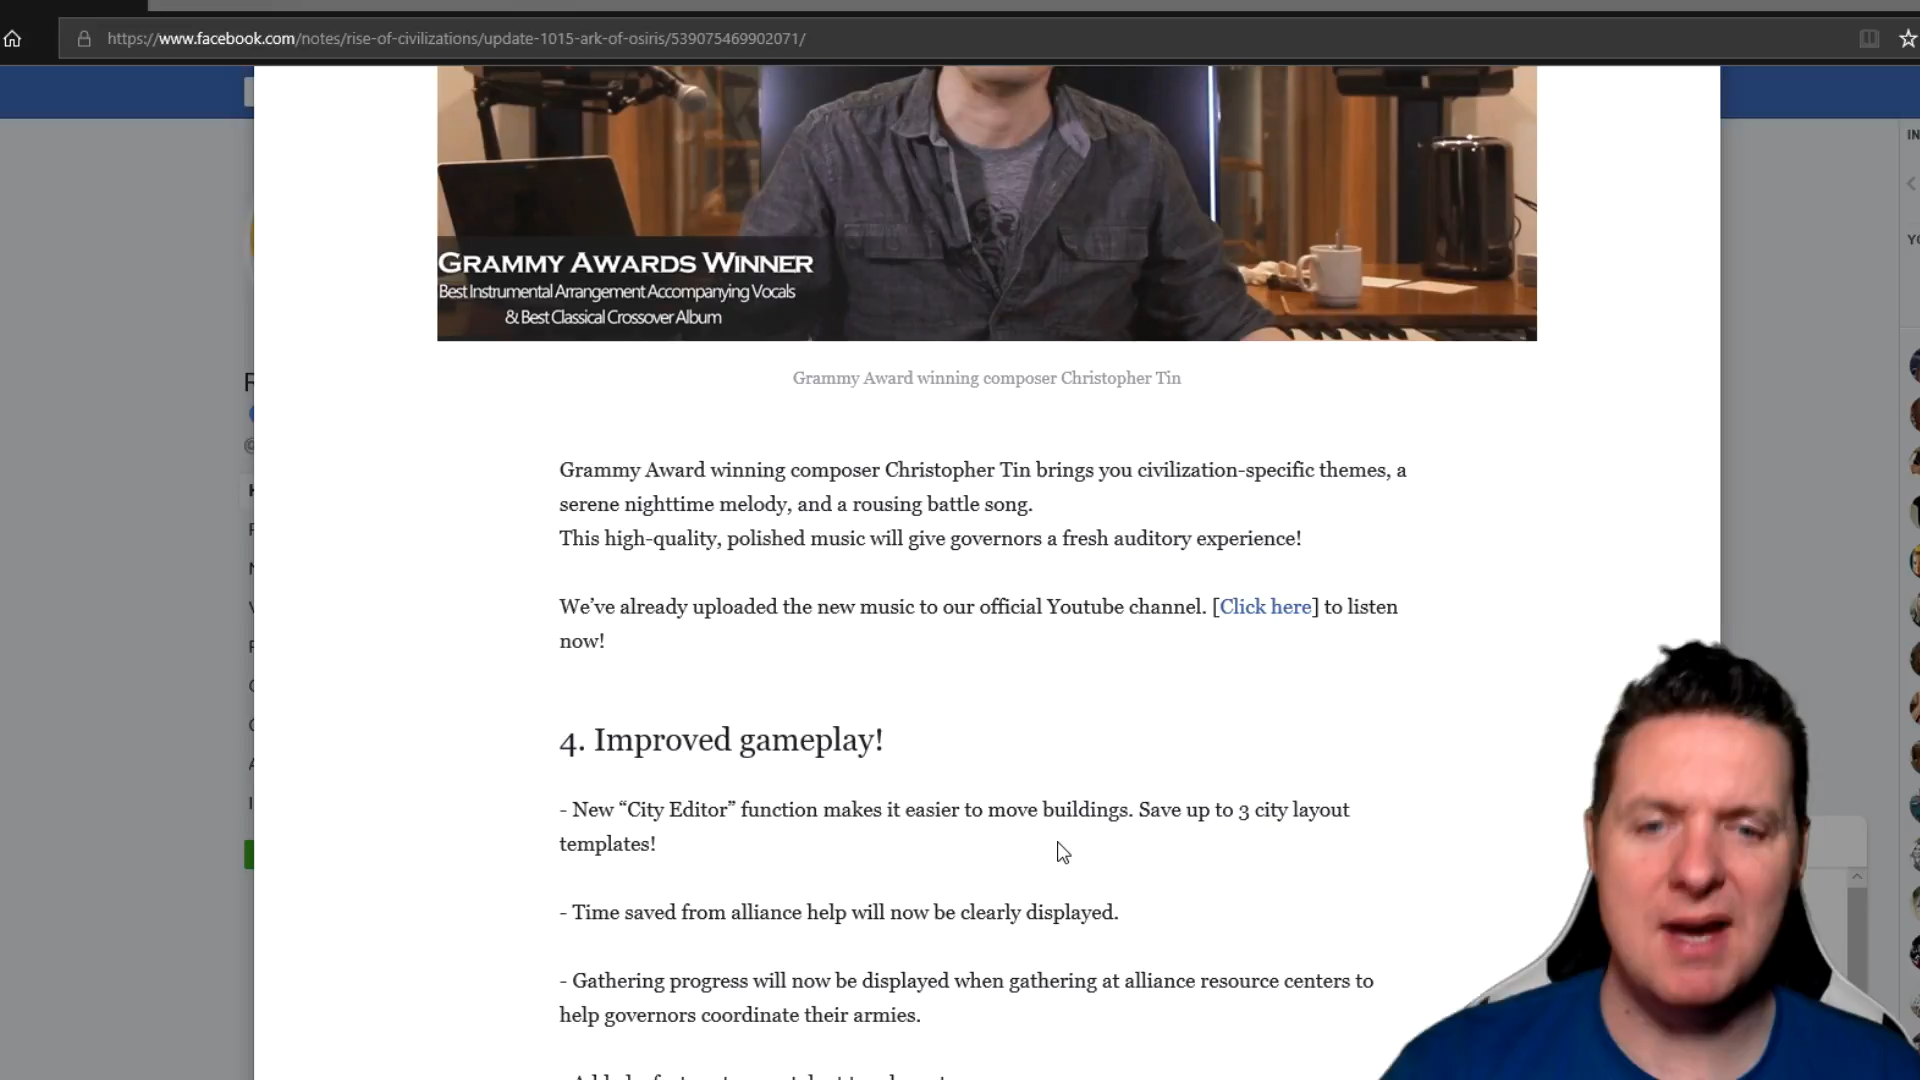 https://www.facebook.com/notes/rise-of-civilizations/update-1015-ark-of-osiris/539075469902071/
GRAMMY AWARDS WINNER
Best Instrumental Arrangement Accompanying Vocals
& Best Classical Crossover Album
Grammy Award winning composer Christopher Tin
Grammy Award winning composer Christopher Tin brings you civilization-specific themes, a
serene nighttime melody, and a rousing battle song.
This high-quality, polished music will give governors a fresh auditory experience!
We’ve already uploaded the new music to our official Youtube channel. [Click here] to listen
now!
4. Improved gameplay!
- New “City Editor” function makes it easier to move buildings. Save up to 3 city layout
templates!
- Time saved from alliance help will now be clearly displayed.
- Gathering progress will now be displayed when gathering at alliance resource centers to
help governors coordinate their armies.